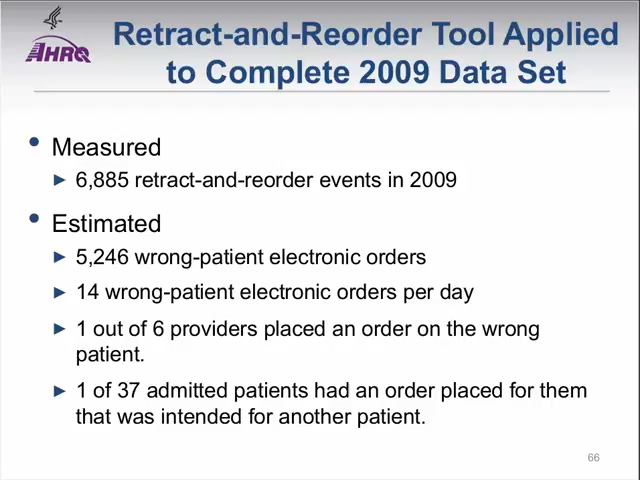 AHRQ
Retract-and-Reorder Tool Applied
to Complete 2009 Data Set
• Measured
► 6,885 retract-and-reorder events in 2009
• Estimated
► 5,246 wrong-patient electronic orders
► 14 wrong-patient electronic orders per day
► 1 out of 6 providers placed an order on the wrong
patient.
► 1 of 37 admitted patients had an order placed for them
that was intended for another patient.
66